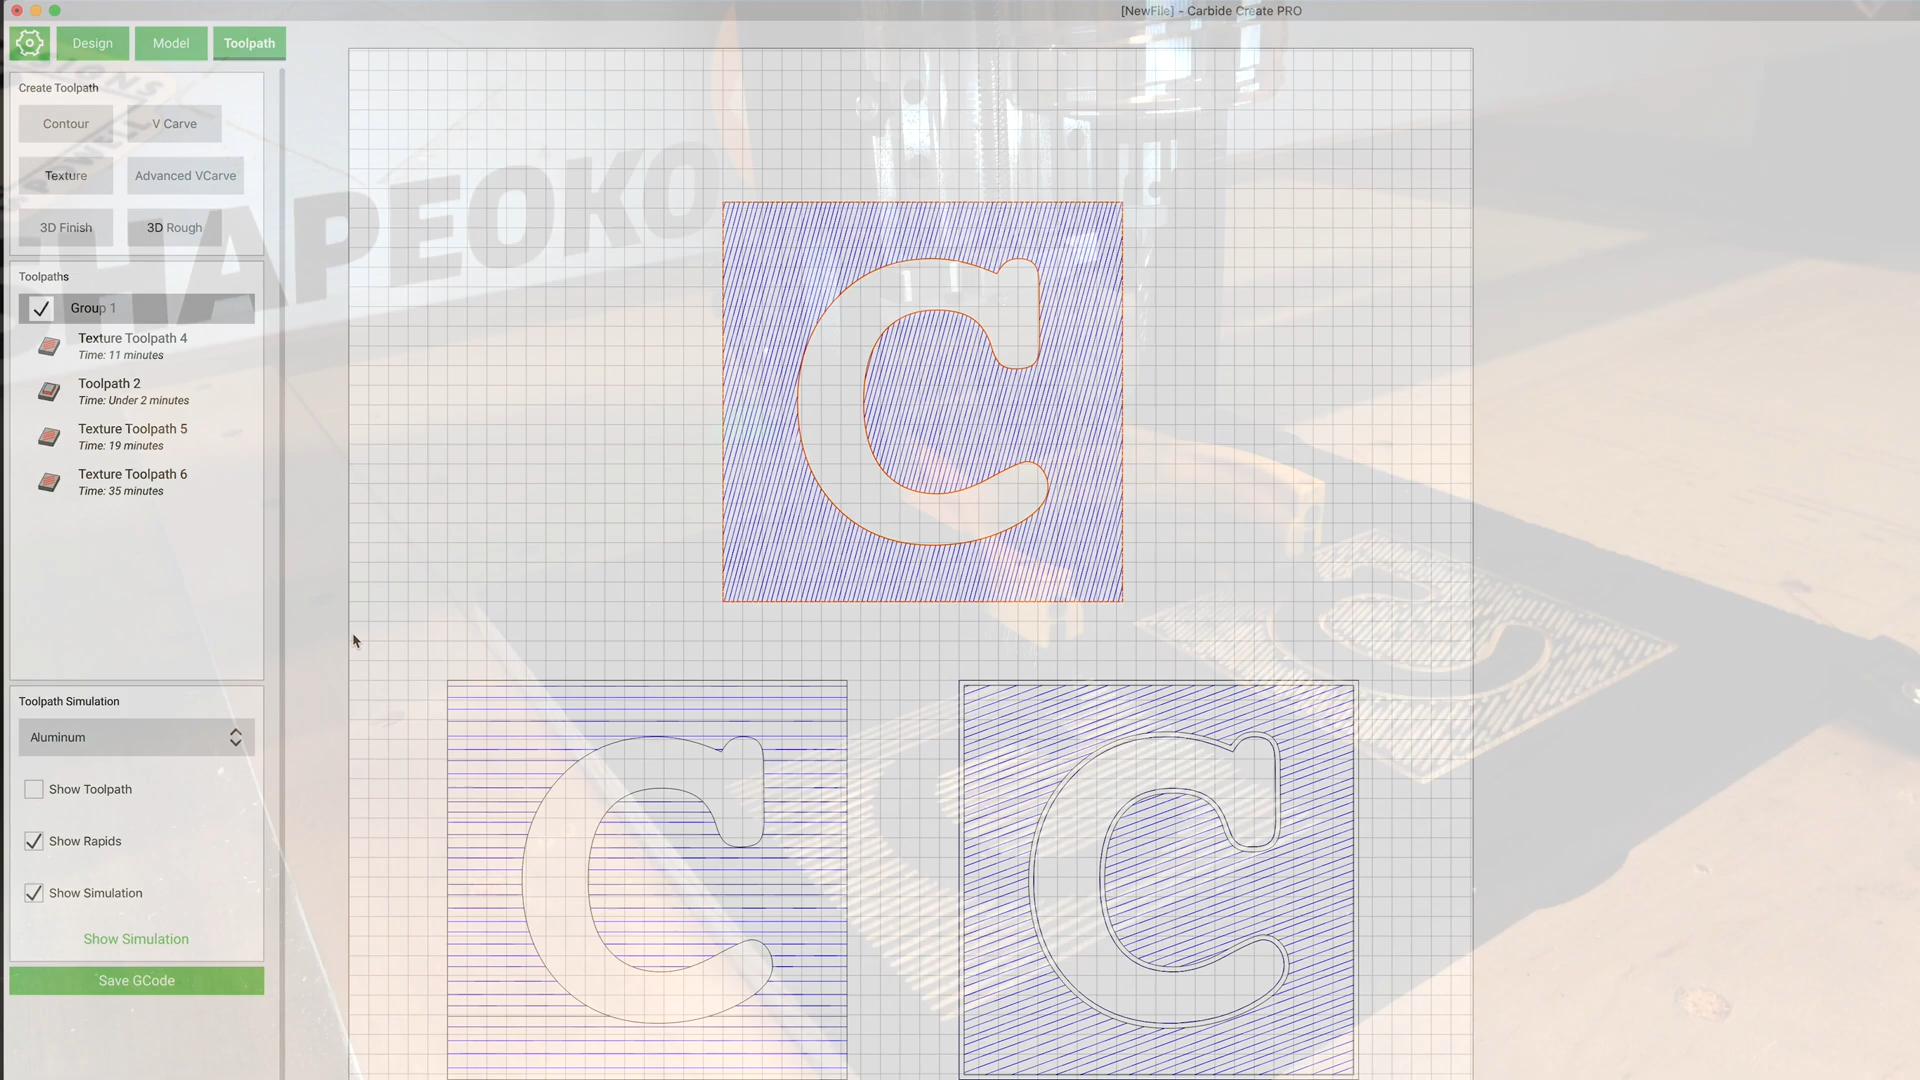 [NewFile] - Carbide Create PRO
Design
Model
Toolpath
Create Toolpath
Contour
V Carve
Texture
Advanced VCarve
3D Finish
3D Rough
Toolpaths
Group 1
Texture Toolpath 4
Time: 11 minutes
Toolpath 2
Time: Under 2 minutes
Texture Toolpath 5
Time: 19 minutes
Texture Toolpath 6
Time: 35 minutes
Toolpath Simulation
Aluminum
Show Toolpath
Show Rapids
Show Simulation
Show Simulation
Save GCode
SHAPEOKO
C
C
C